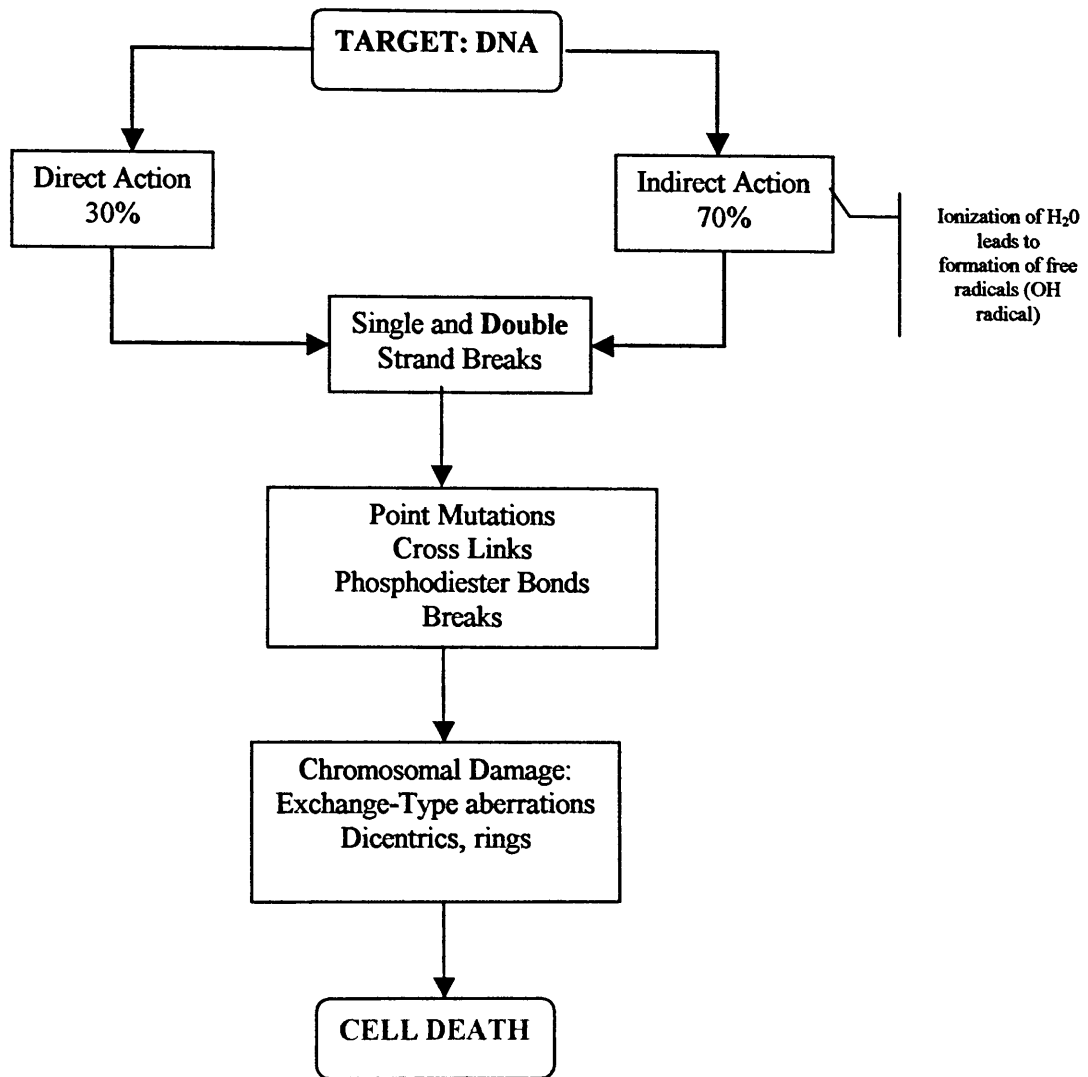 TARGET: DNA
Direct Action
30%
Indirect Action
70%
Ionization of H₂0
leads to
formation of free
radicals (OH
radical)
Single and Double
Strand Breaks
Point Mutations
Cross Links
Phosphodiester Bonds
Breaks
Chromosomal Damage:
Exchange-Type aberrations
Dicentrics, rings
CELL DEATH